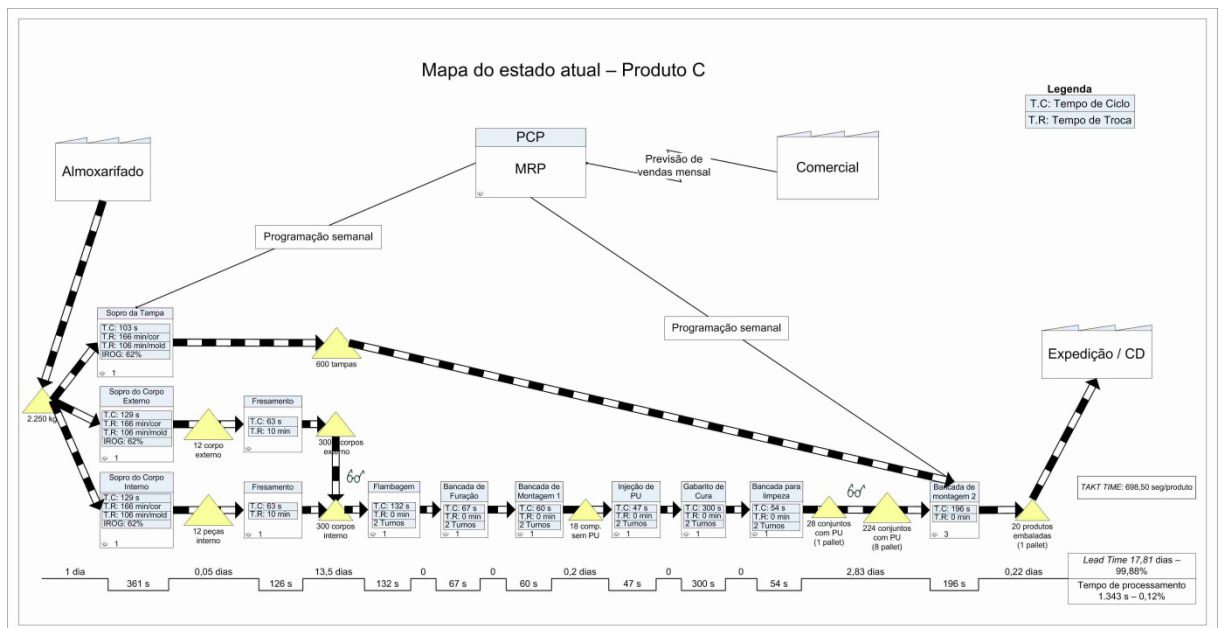 Mapa do estado atual – Produto C
Legenda
T.C: Tempo de Ciclo
T.R: Tempo de Troca
Almoxarifado
PCP
MRP
Previsão de
vendas mensal
Comercial
Programação semanal
Programação semanal
Expedição / CD
2.250 kg
Sopro da Tampa
T.C: 103 s
T.R: 166 min/cor
T.R: 106 min/mold
IROG: 62%
1
600 tampas
Sopro do Corpo
Externo
T.C: 129 s
T.R: 166 min/cor
T.R: 106 min/mold
IROG: 62%
1
12 corpo
externo
Fresamento
T.C: 63 s
T.R: 10 min
1
300 corpos
externo
Sopro do Corpo
Interno
T.C: 129 s
T.R: 166 min/cor
T.R: 106 min/mold
IROG: 62%
1
12 peças
interno
Fresamento
T.C: 63 s
T.R: 10 min
1
300 corpos
interno
Flambagem
T.C: 132 s
T.R: 0 min
2 Turnos
1
Bancada de
Furação
T.C: 67 s
T.R: 0 min
2 Turnos
1
Bancada de
Montagem 1
T.C: 60 s
T.R: 0 min
2 Turnos
1
18 comp.
sem PU
Injeção de
PU
T.C: 47 s
T.R: 0 min
2 Turnos
1
Gabarito de
Cura
T.C: 300 s
T.R: 0 min
2 Turnos
1
Bancada para
limpeza
T.C: 54 s
T.R: 0 min
2 Turnos
1
28 conjuntos
com PU
(1 pallet)
224 conjuntos
com PU
(8 pallet)
Bancada de
montagem 2
T.C: 196 s
T.R: 0 min
3
20 produtos
embaladas
(1 pallet)
TAKT TIME: 698,50 seg/produto
1 dia
361 s
0,05 dias
126 s
13,5 dias
132 s
0
67 s
0
60 s
0,2 dias
47 s
0
300 s
0
54 s
2,83 dias
196 s
0,22 dias
Lead Time 17,81 dias –
99,88%
Tempo de processamento
1.343 s – 0,12%